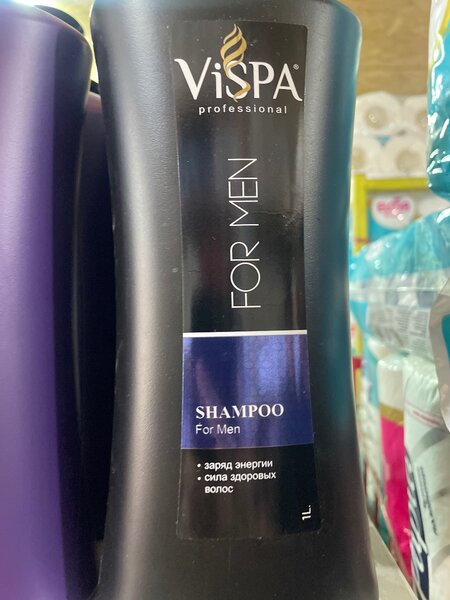 ViSPA®
professional
FOR MEN
SHAMPOO
For Men
• заряд энергии
• сила здоровых
волос
1L.